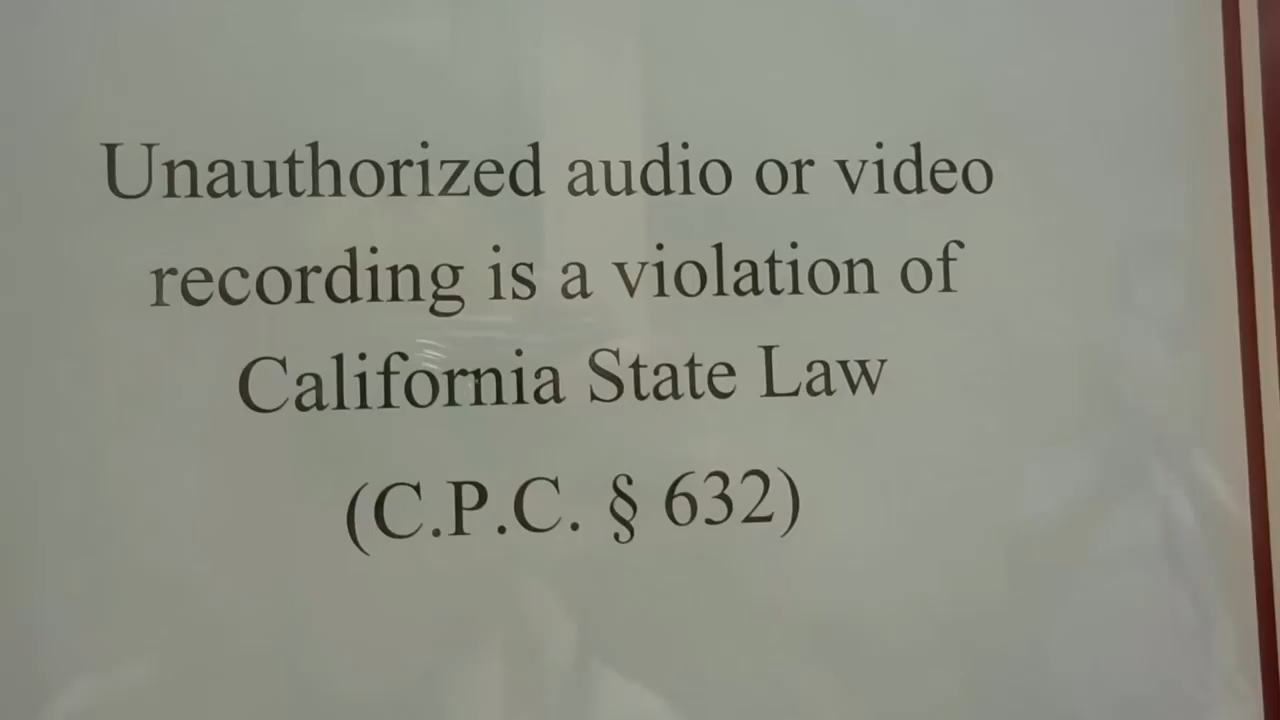 Unauthorized audio or video
recording is a violation of
California State Law
(C.P.C. § 632)